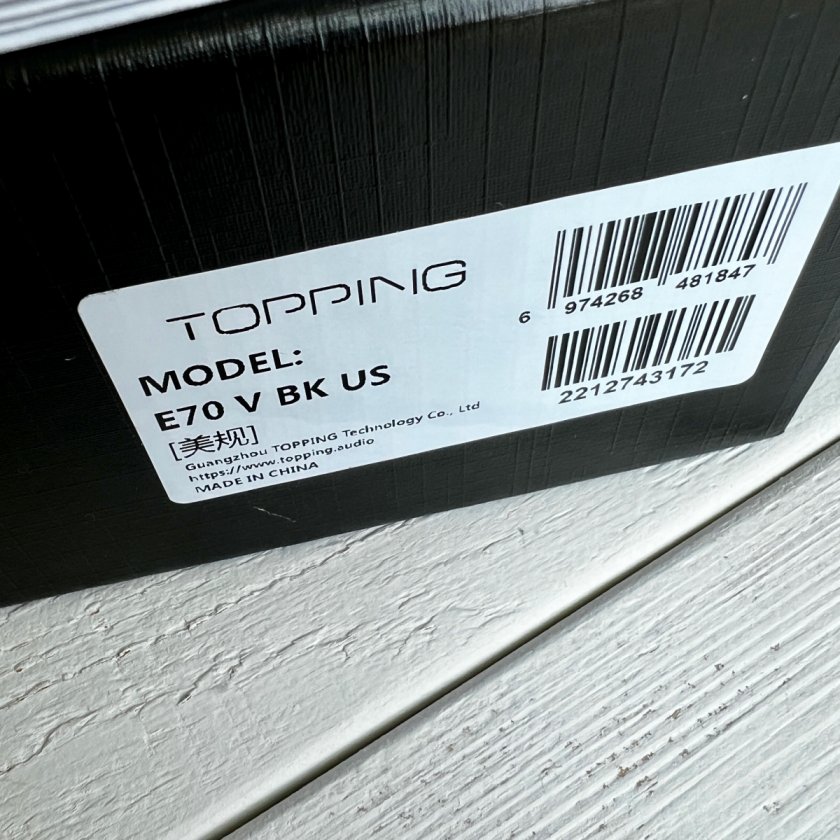 TOPPING
MODEL:
E70 V BK US
[美规]
Guangzhou TOPPING Technology Co., Ltd
https://www.topping.audio
MADE IN CHINA
6 974268 481847
2212743172